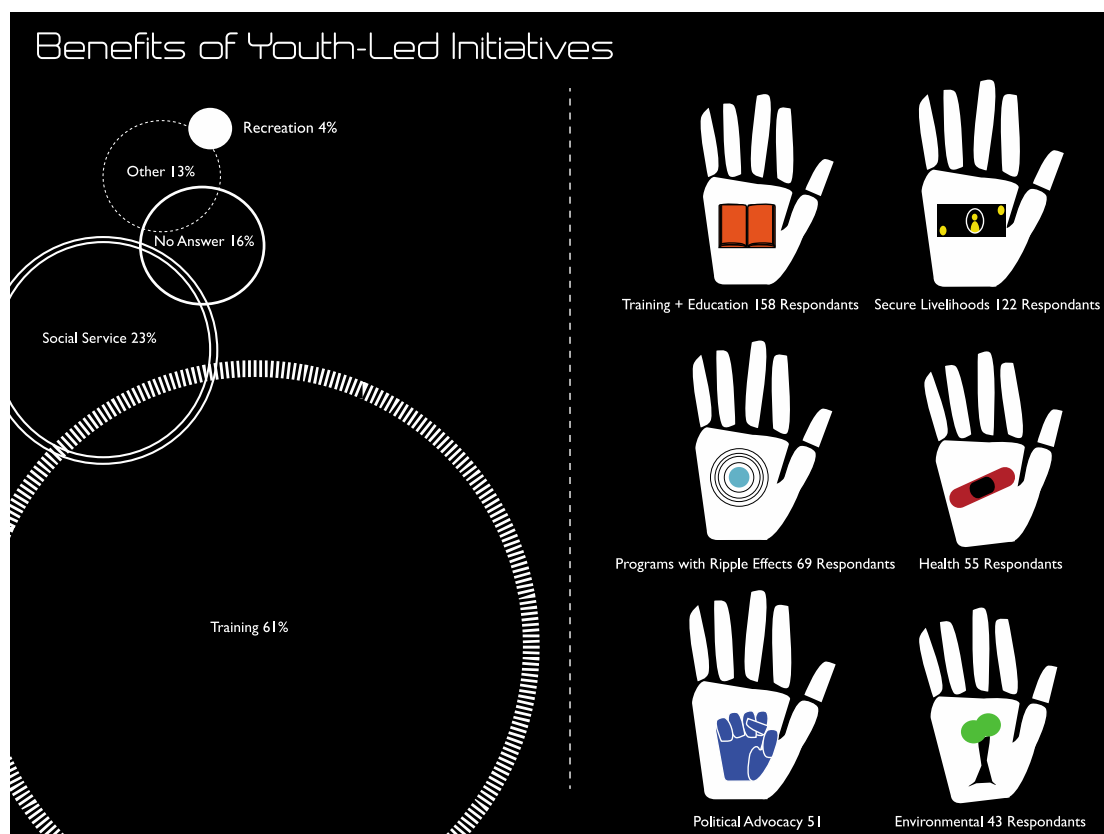 Benefits of Youth-Led Initiatives
Recreation 4%
Other 13%
No Answer 16%
Social Service 23%
Training 61%
Training + Education 158 Respondants
Secure Livelihoods 122 Respondants
Programs with Ripple Effects 69 Respondants
Health 55 Respondants
Political Advocacy 51
Environmental 43 Respondants